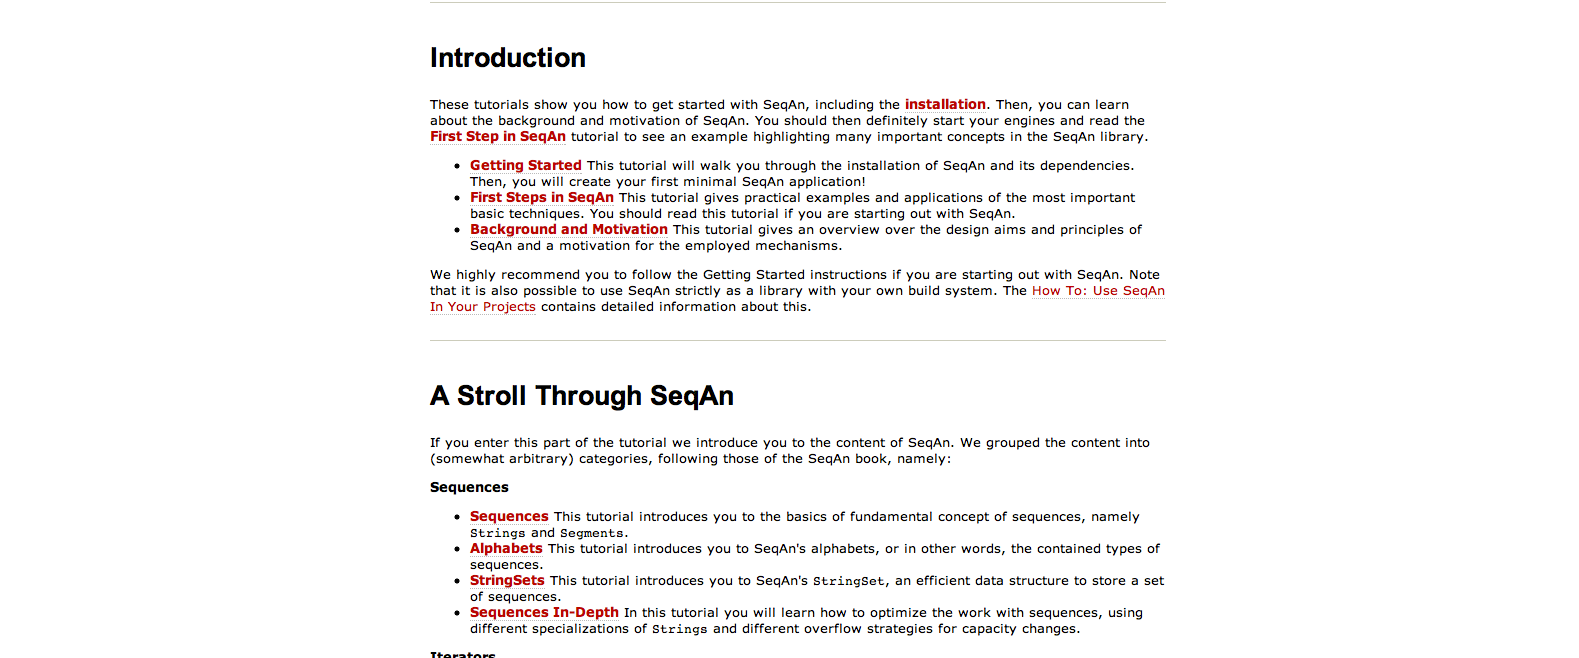 Introduction
These tutorials show you how to get started with SeqAn, including the installation. Then, you can learn
about the background and motivation of SeqAn. You should then definitely start your engines and read the
First Step in SeqAn tutorial to see an example highlighting many important concepts in the SeqAn library.
• Getting Started This tutorial will walk you through the installation of SeqAn and its dependencies.
Then, you will create your first minimal SeqAn application!
• First Steps in SeqAn This tutorial gives practical examples and applications of the most important
basic techniques. You should read this tutorial if you are starting out with SeqAn.
• Background and Motivation This tutorial gives an overview over the design aims and principles of
SeqAn and a motivation for the employed mechanisms.
We highly recommend you to follow the Getting Started instructions if you are starting out with SeqAn. Note
that it is also possible to use SeqAn strictly as a library with your own build system. The How To: Use SeqAn
In Your Projects contains detailed information about this.
A Stroll Through SeqAn
If you enter this part of the tutorial we introduce you to the content of SeqAn. We grouped the content into
(somewhat arbitrary) categories, following those of the SeqAn book, namely:
Sequences
• Sequences This tutorial introduces you to the basics of fundamental concept of sequences, namely
Strings and Segments.
• Alphabets This tutorial introduces you to SeqAn's alphabets, or in other words, the contained types of
sequences.
• StringSets This tutorial introduces you to SeqAn's StringSet, an efficient data structure to store a set
of sequences.
• Sequences In-Depth In this tutorial you will learn how to optimize the work with sequences, using
different specializations of Strings and different overflow strategies for capacity changes.
Iterators